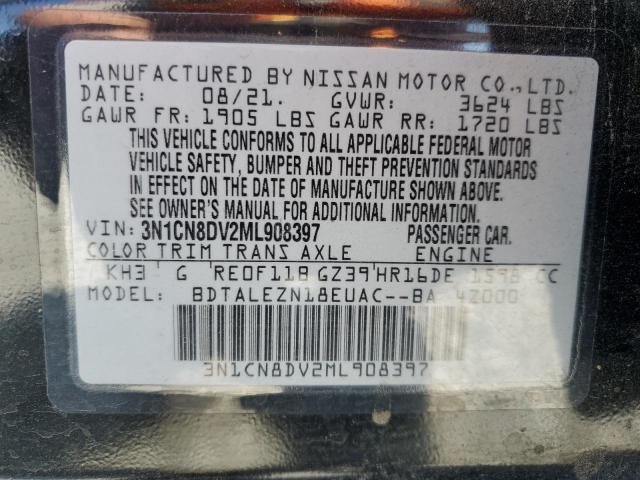 MANUFACTURED BY NISSAN MOTOR CO., LTD.
DATE: 08/21. GVWR: 3624 LBS
GAWR FR: 1905 LBS GAWR RR: 1720 LBS
THIS VEHICLE CONFORMS TO ALL APPLICABLE FEDERAL MOTOR
VEHICLE SAFETY, BUMPER AND THEFT PREVENTION STANDARDS
IN EFFECT ON THE DATE OF MANUFACTURE SHOWN ABOVE.
SEE OWNER'S MANUAL FOR ADDITIONAL INFORMATION.
VIN: 3N1CN8DV2ML908397 PASSENGER CAR.
COLOR TRIM TRANS AXLE ENGINE
KH3 G RE0F11B GZ39 HR16DE 1598 CC
MODEL: BDTALEZN18EUAC--BA 4Z000
3N1CN8DV2ML908397